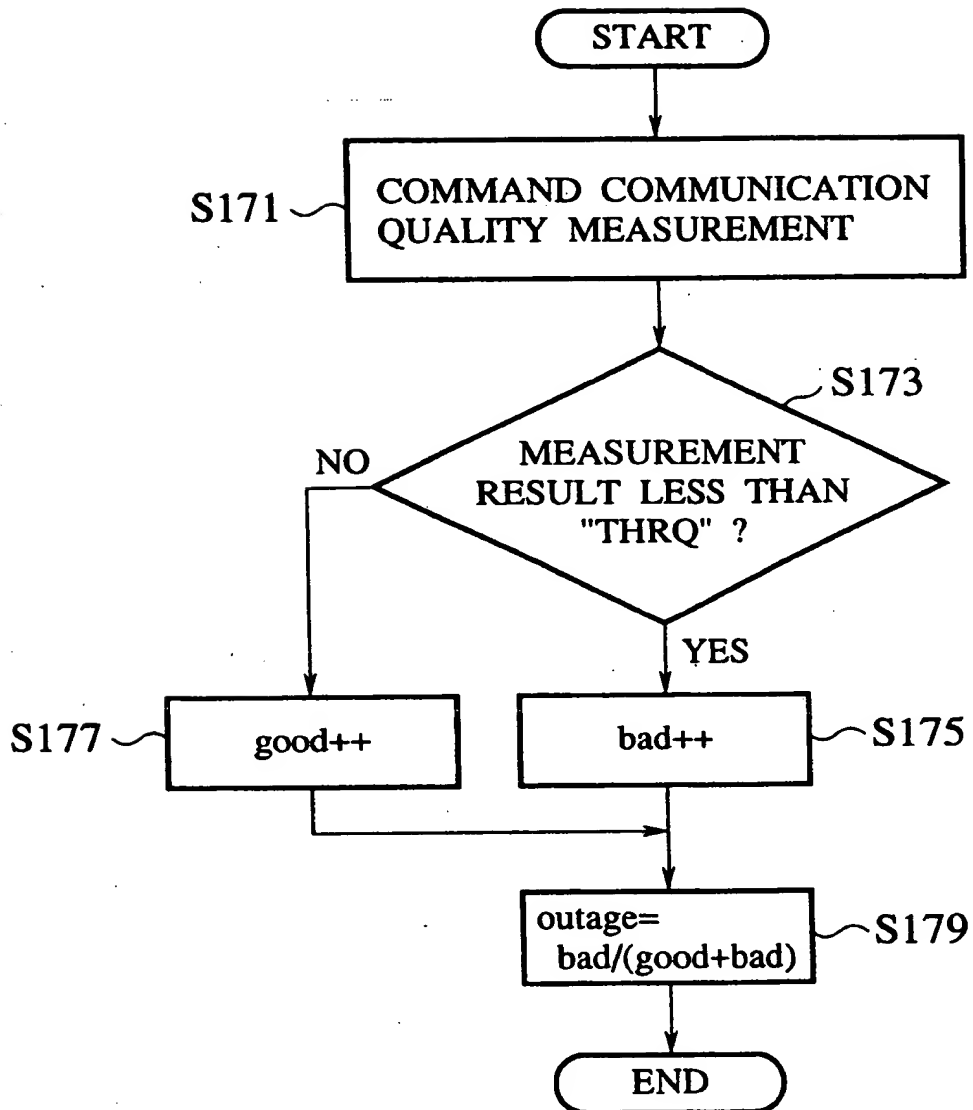 START
S171
COMMAND COMMUNICATION
QUALITY MEASUREMENT
S173
MEASUREMENT
RESULT LESS THAN
"THRQ" ?
NO
YES
S177
good++
bad++
S175
outage=
bad/(good+bad)
S179
END